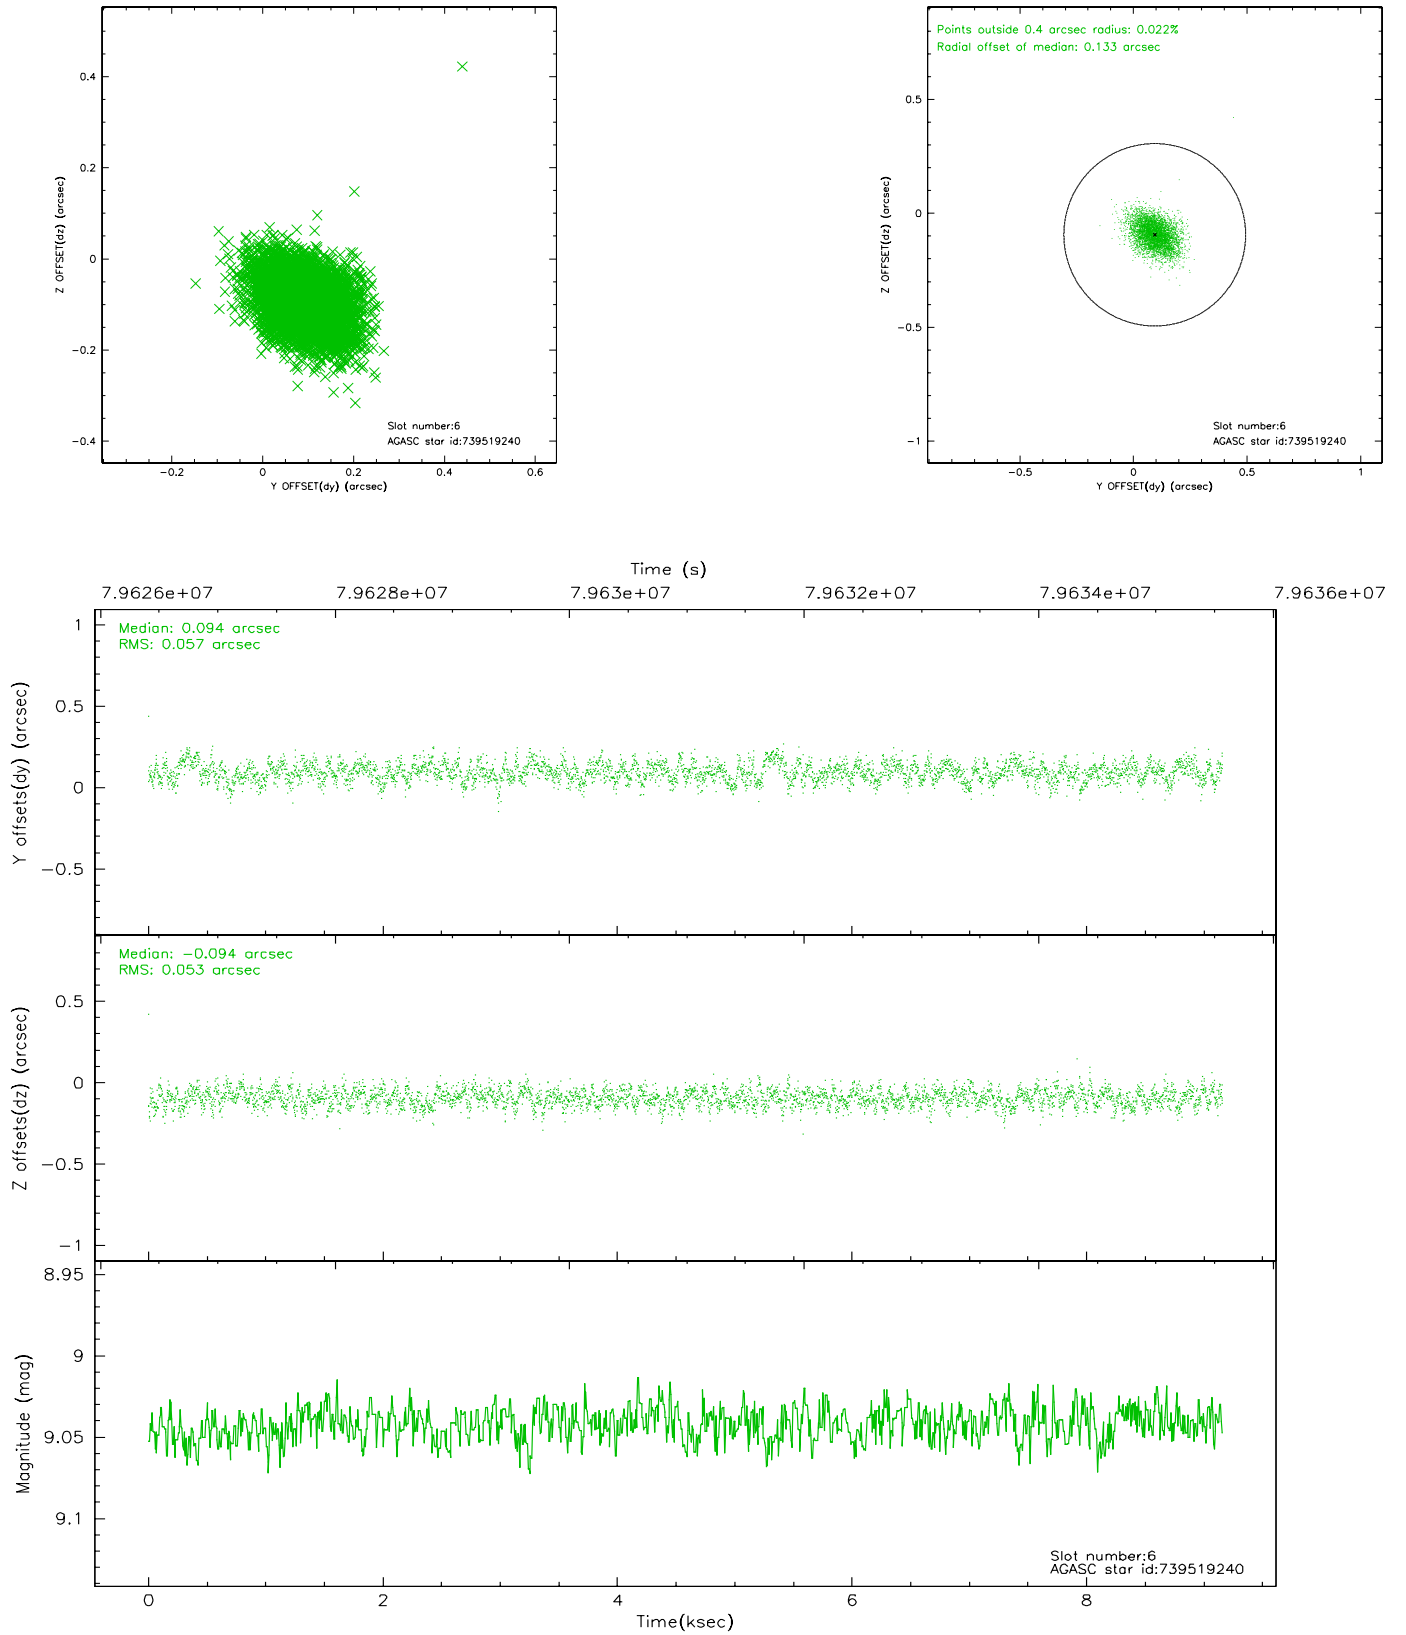 0.4
0.2
0
−0.2
−0.4
Z OFFSET(dz) (arcsec)
Slot number:6
AGASC star id:739519240
−0.2
0
0.2
0.4
0.6
Y OFFSET(dy) (arcsec)
Points outside 0.4 arcsec radius: 0.022%
Radial offset of median: 0.133 arcsec
0.5
0
−0.5
−1
Z OFFSET(dz) (arcsec)
Slot number:6
AGASC star id:739519240
−0.5
0
0.5
1
Y OFFSET(dy) (arcsec)
Time (s)
7.9626e+07
7.9628e+07
7.963e+07
7.9632e+07
7.9634e+07
7.9636e+07
Median: 0.094 arcsec
RMS: 0.057 arcsec
1
0.5
0
−0.5
Y offsets(dy) (arcsec)
Median: −0.094 arcsec
RMS: 0.053 arcsec
0.5
0
−0.5
−1
Z offsets(dz) (arcsec)
8.95
9
9.05
9.1
Magnitude (mag)
Slot number:6
AGASC star id:739519240
0
2
4
6
8
Time(ksec)